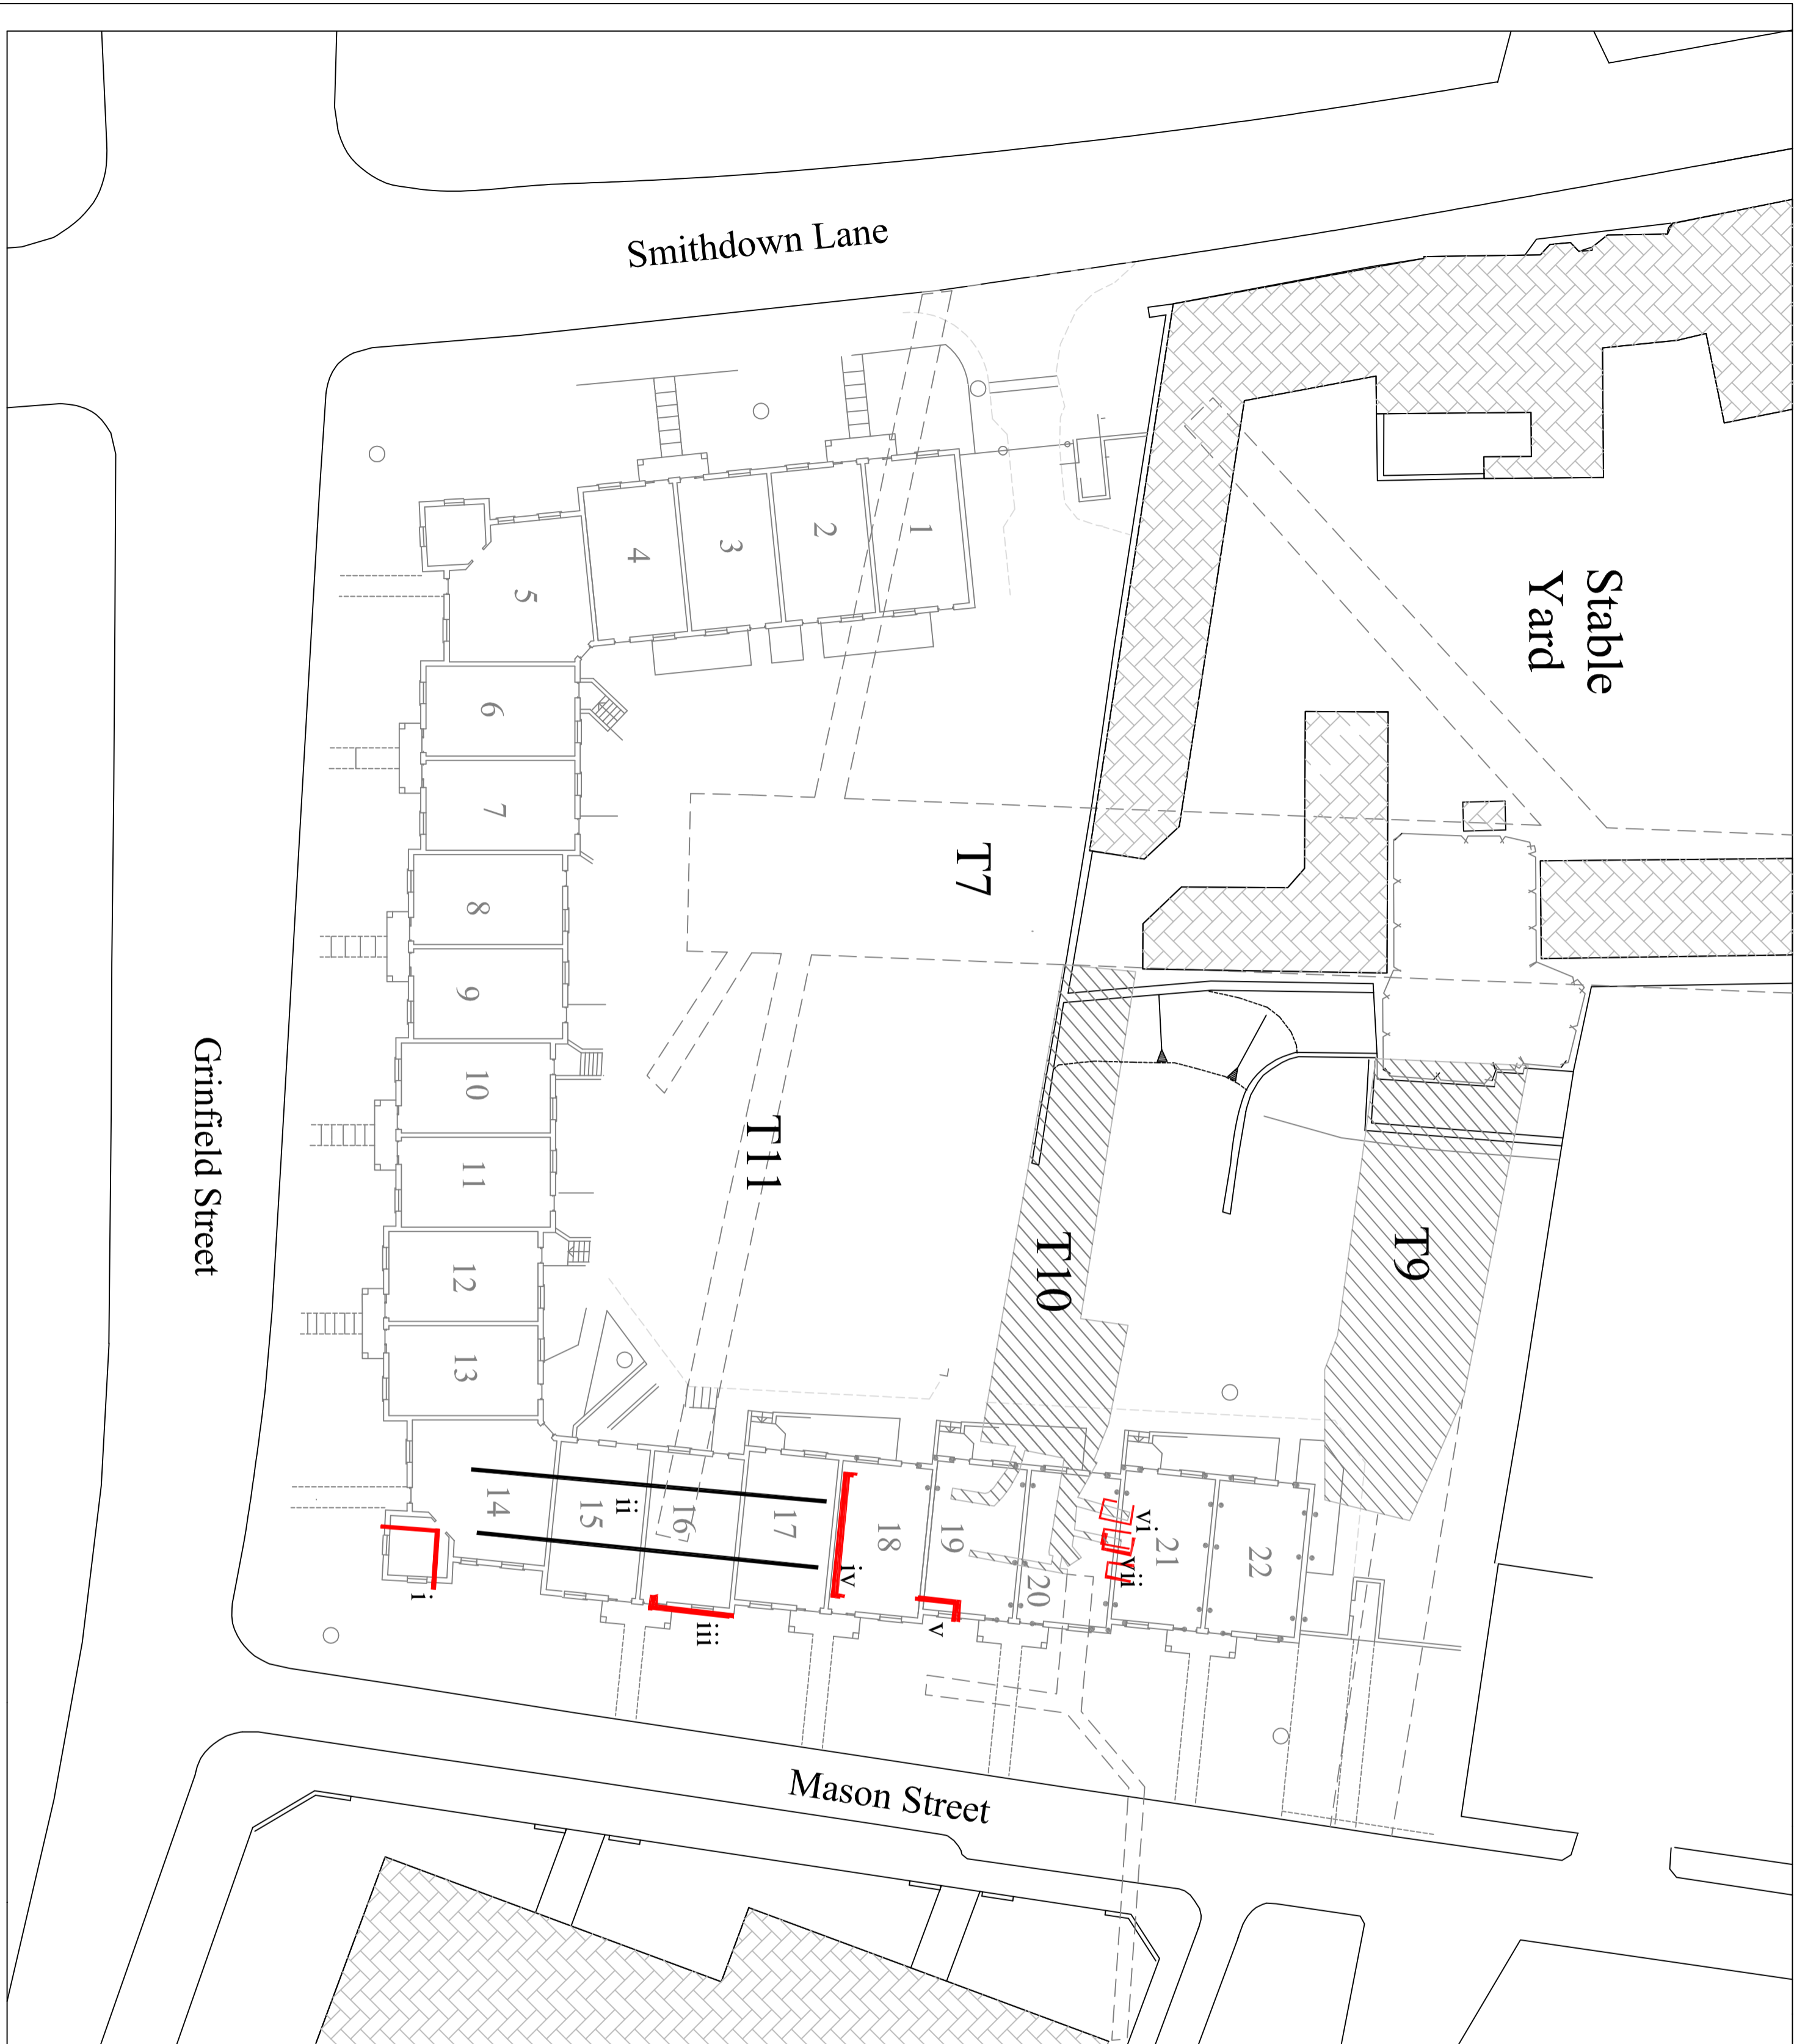 Smithdown Lane
Stable
Yard
1
2
3
4
5
6
7
8
9
10
11
12
13
14
15
16
17
18
19
20
21
22
T7
T11
T10
T9
Grinfield Street
i
ii
iii
iv
v
vi
vii
Mason Street